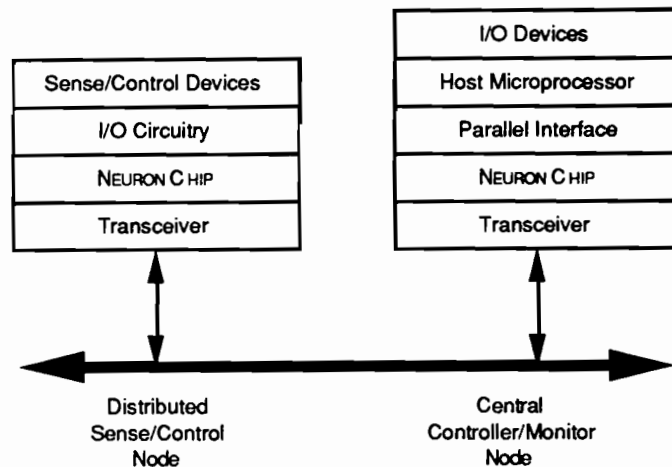 Sense/Control Devices
I/O Circuitry
NEURON CHIP
Transceiver
I/O Devices
Host Microprocessor
Parallel Interface
NEURON CHIP
Transceiver
Distributed
Sense/Control
Node
Central
Controller/Monitor
Node